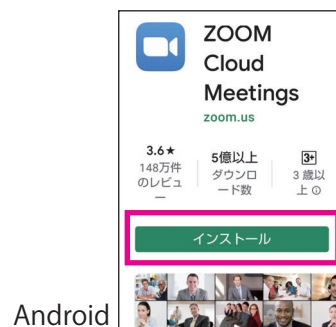 ZOOM
Cloud
Meetings
zoom.us
3.6★
148万件
のレビュ
ー
5億以上
ダウンロ
ード数
3+
3 歳以
上 ⓘ
インストール
Android